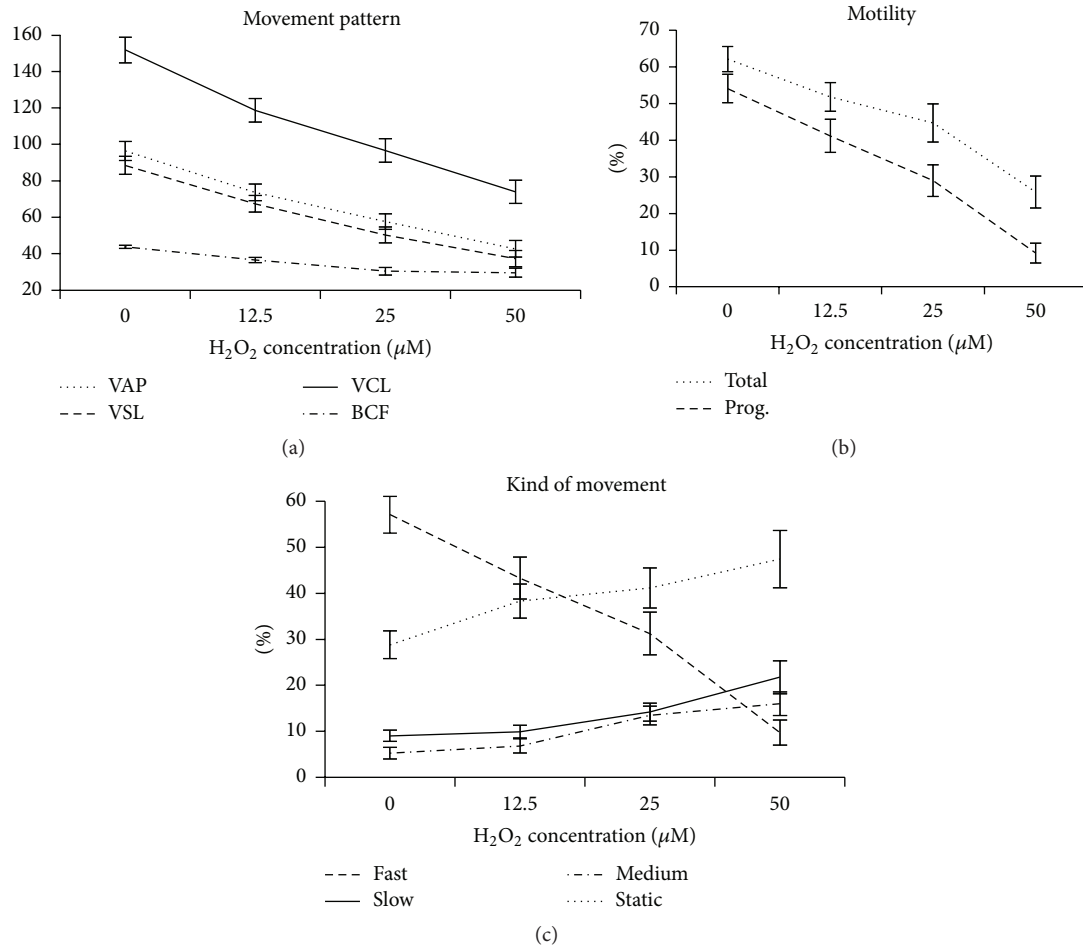 Movement pattern
160
140
120
100
80
60
40
20
0 12.5 25 50
H₂O₂ concentration (μM)
VAP VCL
VSL BCF
(a)
Motility
70
60
50
40
30
20
10
0
(%)
0 12.5 25 50
H₂O₂ concentration (μM)
Total
Prog.
(b)
Kind of movement
60
50
40
30
20
10
0
(%)
0 12.5 25 50
H₂O₂ concentration (μM)
Fast Medium
Slow Static
(c)